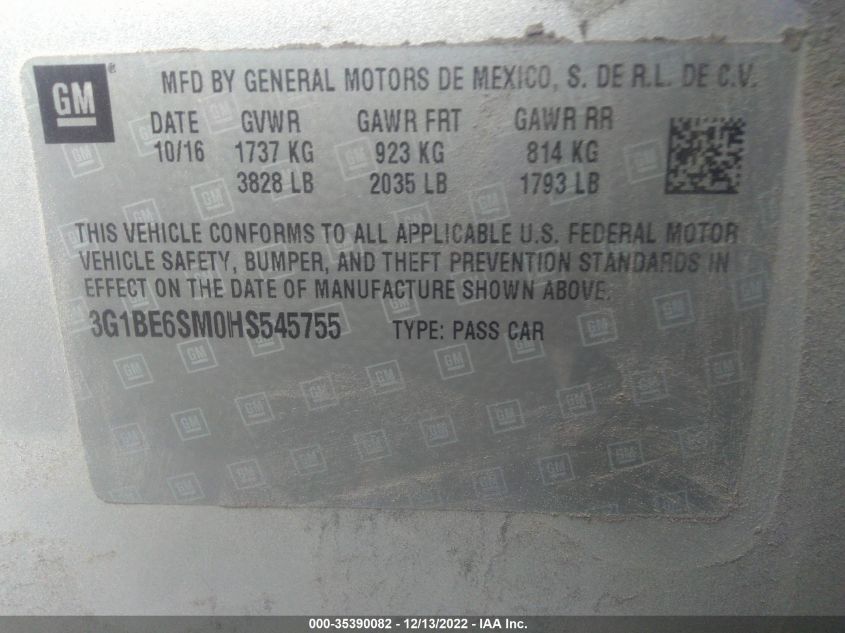 GM®
MFD BY GENERAL MOTORS DE MEXICO, S. DE R.L. DE C.V.
DATE GVWR GAWR FRT GAWR RR
10/16 1737 KG 923 KG 814 KG
3828 LB 2035 LB 1793 LB
THIS VEHICLE CONFORMS TO ALL APPLICABLE U.S. FEDERAL MOTOR
VEHICLE SAFETY, BUMPER, AND THEFT PREVENTION STANDARDS IN
EFFECT ON THE DATE OF MANUFACTURE SHOWN ABOVE.
3G1BE6SM0HS545755 TYPE: PASS CAR
000-35390082 - 12/13/2022 - IAA Inc.